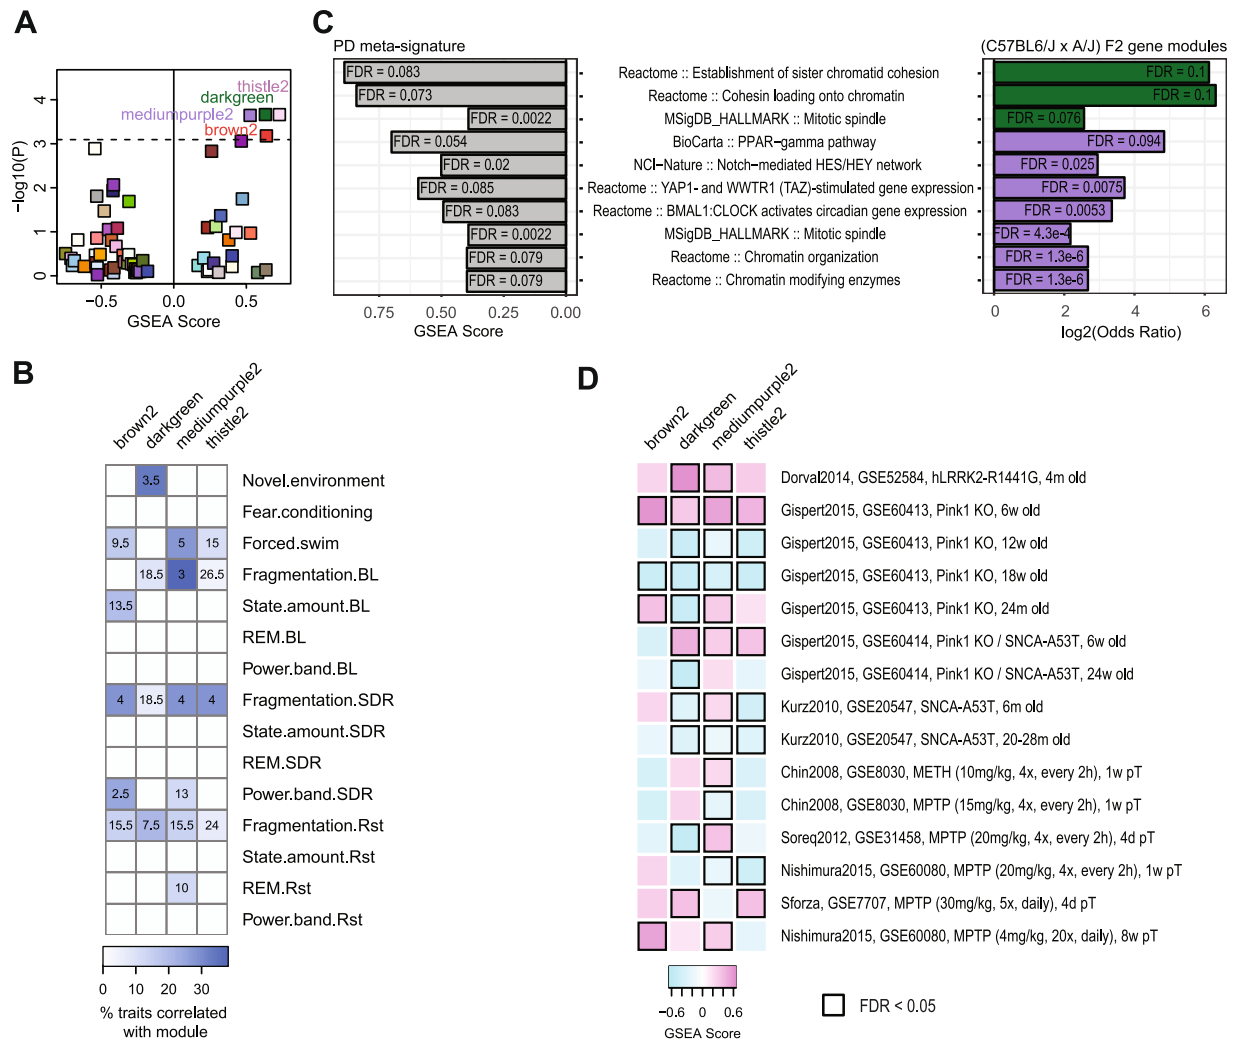 A
thistle2
darkgreen
mediumpurple2
brown2
4
3
2
1
0
−log10(P)
−0.5
0.0
0.5
GSEA Score
C
PD meta−signature
(C57BL6/J x A/J) F2 gene modules
FDR = 0.083
Reactome :: Establishment of sister chromatid cohesion
FDR = 0.1
FDR = 0.073
Reactome :: Cohesin loading onto chromatin
FDR = 0.1
FDR = 0.0022
MSigDB_HALLMARK :: Mitotic spindle
FDR = 0.076
FDR = 0.054
BioCarta :: PPAR−gamma pathway
FDR = 0.094
FDR = 0.02
NCI−Nature :: Notch−mediated HES/HEY network
FDR = 0.025
FDR = 0.085
Reactome :: YAP1− and WWTR1 (TAZ)−stimulated gene expression
FDR = 0.0075
FDR = 0.083
Reactome :: BMAL1:CLOCK activates circadian gene expression
FDR = 0.0053
FDR = 0.0022
MSigDB_HALLMARK :: Mitotic spindle
FDR = 4.3e-4
FDR = 0.079
Reactome :: Chromatin organization
FDR = 1.3e-6
FDR = 0.079
Reactome :: Chromatin modifying enzymes
FDR = 1.3e-6
0.75 0.50 0.25 0.00
GSEA Score
0 2 4 6
log2(Odds Ratio)
B
brown2
darkgreen
mediumpurple2
thistle2
3.5 Novel.environment
Fear.conditioning
9.5 5 15 Forced.swim
18.5 3 26.5 Fragmentation.BL
13.5 State.amount.BL
REM.BL
Power.band.BL
4 18.5 4 4 Fragmentation.SDR
State.amount.SDR
REM.SDR
2.5 13 Power.band.SDR
15.5 7.5 15.5 24 Fragmentation.Rst
State.amount.Rst
10 REM.Rst
Power.band.Rst
0 10 20 30
% traits correlated
with module
D
brown2
darkgreen
mediumpurple2
thistle2
Dorval2014, GSE52584, hLRRK2-R1441G, 4m old
Gispert2015, GSE60413, Pink1 KO, 6w old
Gispert2015, GSE60413, Pink1 KO, 12w old
Gispert2015, GSE60413, Pink1 KO, 18w old
Gispert2015, GSE60413, Pink1 KO, 24m old
Gispert2015, GSE60414, Pink1 KO / SNCA-A53T, 6w old
Gispert2015, GSE60414, Pink1 KO / SNCA-A53T, 24w old
Kurz2010, GSE20547, SNCA-A53T, 6m old
Kurz2010, GSE20547, SNCA-A53T, 20-28m old
Chin2008, GSE8030, METH (10mg/kg, 4x, every 2h), 1w pT
Chin2008, GSE8030, MPTP (15mg/kg, 4x, every 2h), 1w pT
Soreq2012, GSE31458, MPTP (20mg/kg, 4x, every 2h), 4d pT
Nishimura2015, GSE60080, MPTP (20mg/kg, 4x, every 2h), 1w pT
Sforza, GSE7707, MPTP (30mg/kg, 5x, daily), 4d pT
Nishimura2015, GSE60080, MPTP (4mg/kg, 20x, daily), 8w pT
−0.6 0 0.6
GSEA Score
FDR < 0.05